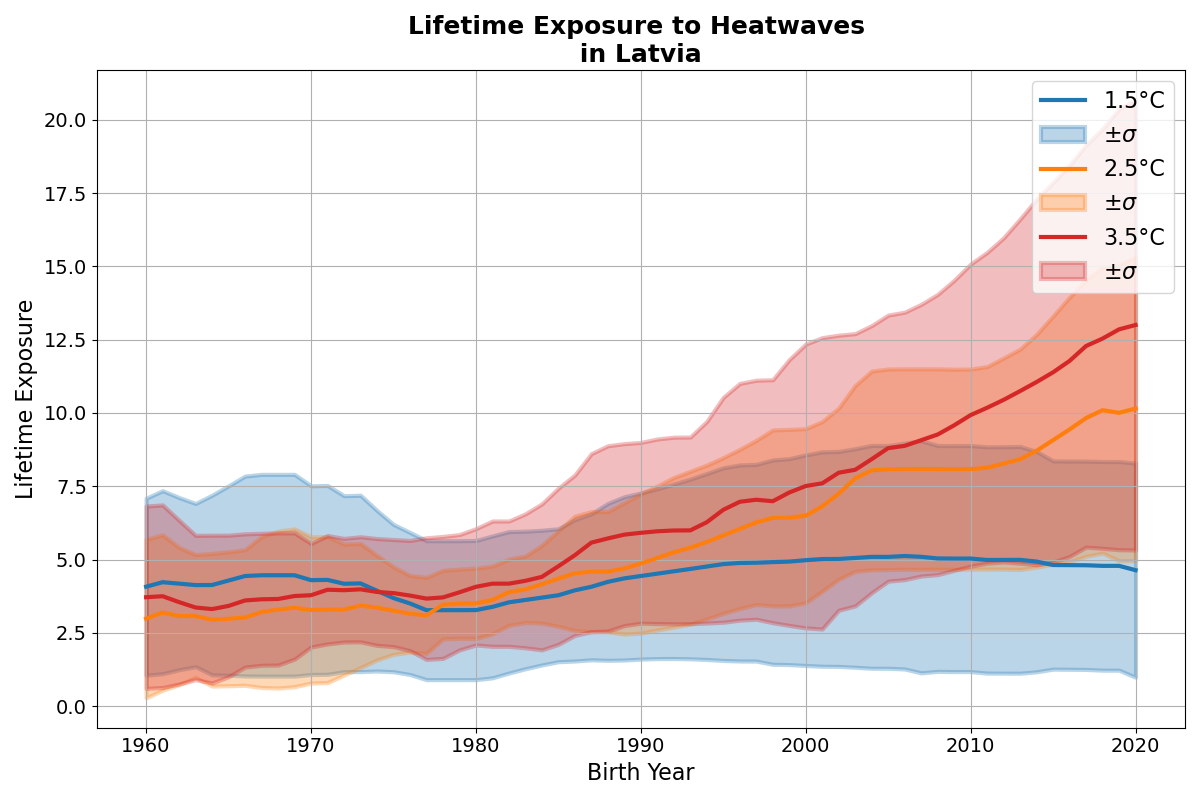 Lifetime Exposure to Heatwaves
in Latvia
Lifetime Exposure
20.0
17.5
15.0
12.5
10.0
7.5
5.0
2.5
0.0
1.5°C
±σ
2.5°C
±σ
3.5°C
±σ
1960
1970
1980
1990
2000
2010
2020
Birth Year